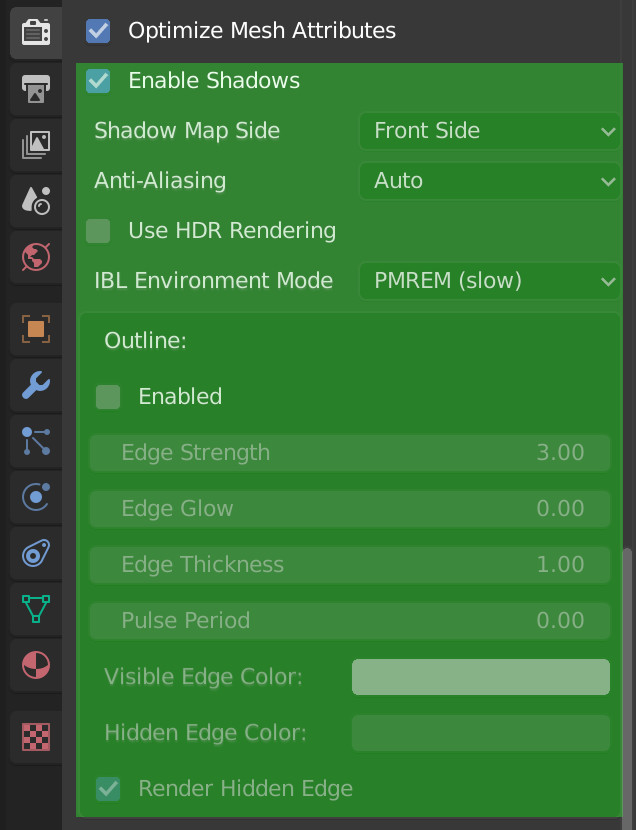 Optimize Mesh Attributes
Enable Shadows
Shadow Map Side Front Side
Anti-Aliasing Auto
Use HDR Rendering
IBL Environment Mode PMREM (slow)
Outline:
Enabled
Edge Strength 3.00
Edge Glow 0.00
Edge Thickness 1.00
Pulse Period 0.00
Visible Edge Color:
Hidden Edge Color:
Render Hidden Edge